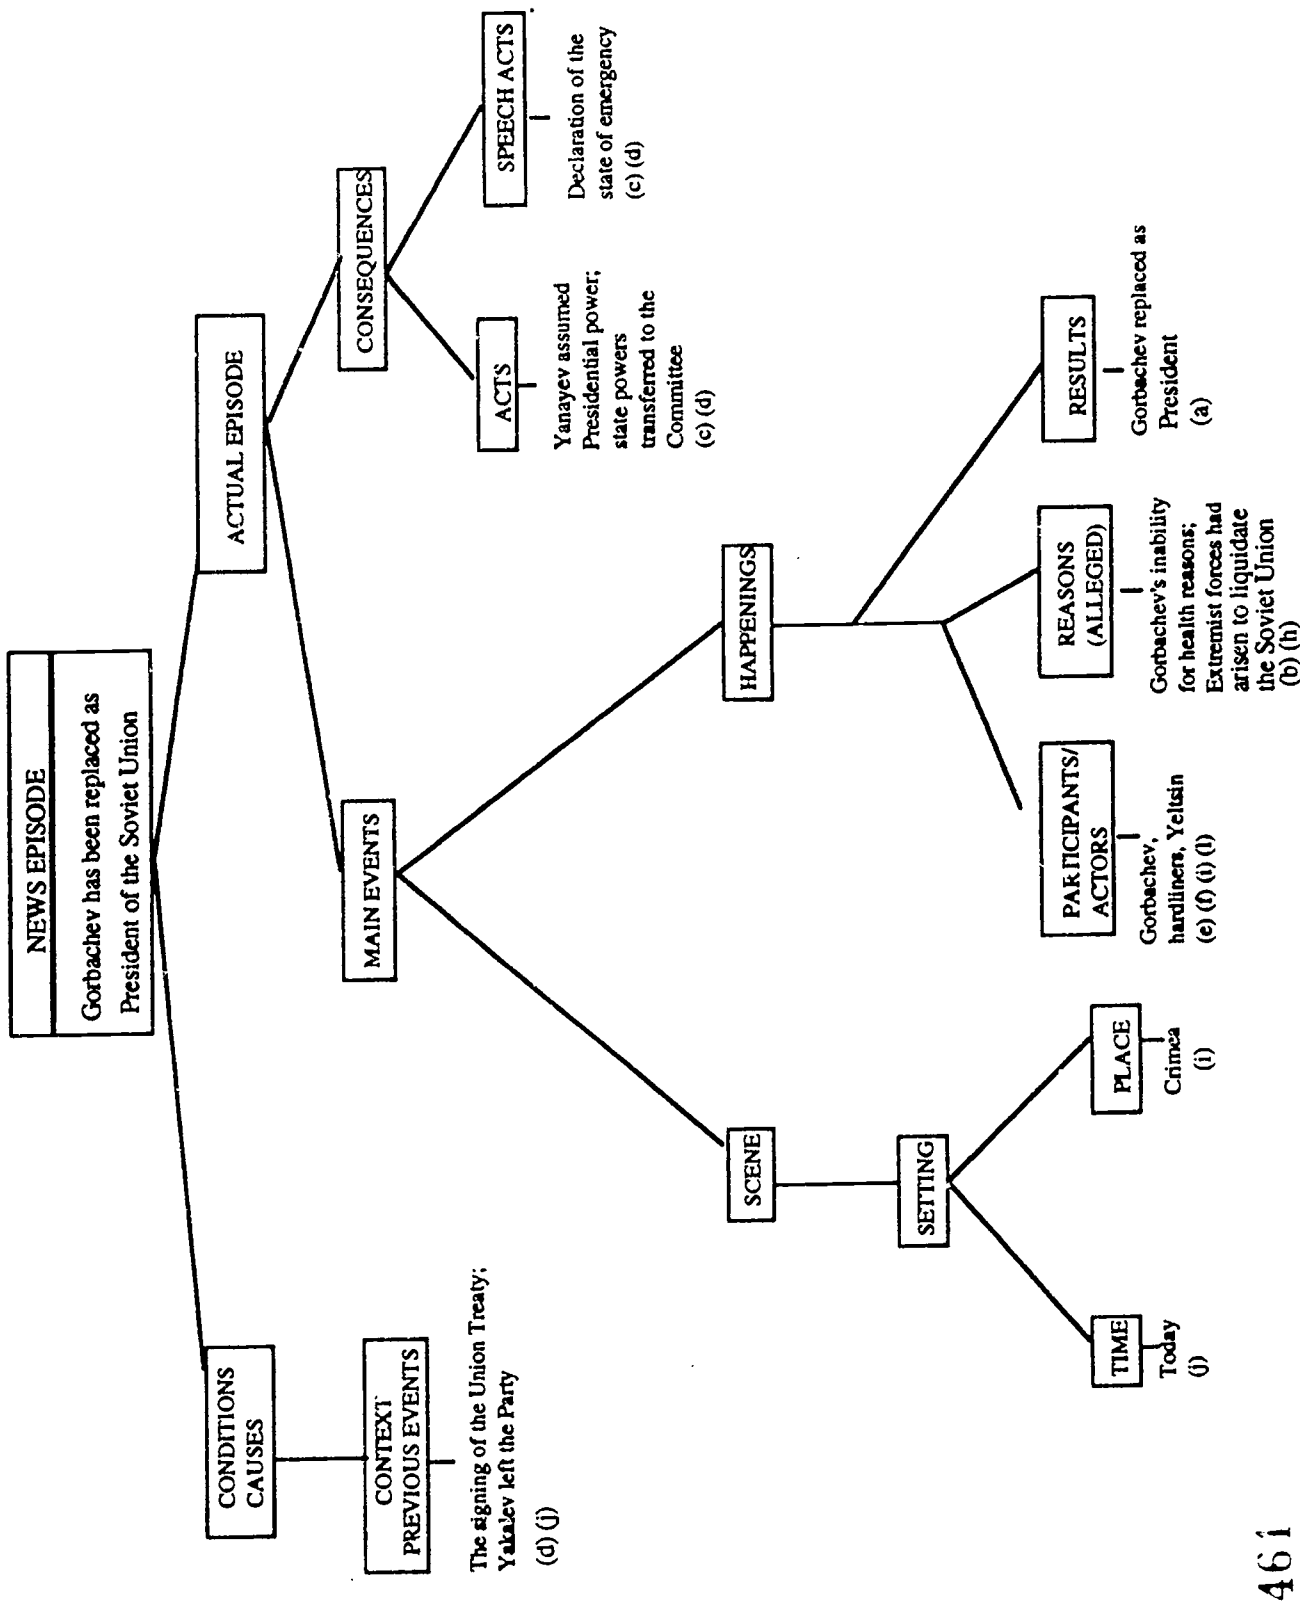 NEWS EPISODE
Gorbachev has been replaced as
President of the Soviet Union
CONDITIONS
CAUSES
ACTUAL EPISODE
CONTEXT
PREVIOUS EVENTS
The signing of the Union Treaty;
Yakalev left the Party
(d) (j)
MAIN EVENTS
CONSEQUENCES
ACTS
Yanayev assumed
Presidential power;
state powers
transferred to the
Committee
(c) (d)
SPEECH ACTS
Declaration of the
state of emergency
(c) (d)
SCENE
HAPPENINGS
SETTING
TIME
Today
(j)
PLACE
Crimea
(i)
PARTICIPANTS/
ACTORS
Gorbachev,
hardliners, Yeltsin
(e) (f) (i) (l)
REASONS
(ALLEGED)
Gorbachev's inability
for health reasons;
Extremist forces had
arisen to liquidate
the Soviet Union
(b) (h)
RESULTS
Gorbachev replaced as
President
(a)
461